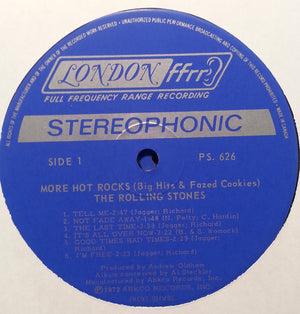 LONDON ffrr
FULL FREQUENCY RANGE RECORDING
STEREOPHONIC
SIDE 1
PS. 626
MORE HOT ROCKS (Big Hits & Fazed Cookies)
THE ROLLING STONES
1. TELL ME-2:47 (Jagger; Richard)
2. NOT FADE AWAY-1:48 (N. Petty; C. Hardin)
3. THE LAST TIME-3:38 (Jagger; Richard)
4. IT'S ALL OVER NOW-3:22 (B. & S. Womack)
5. GOOD TIMES BAD TIMES-2:29 (Jagger; Richard)
6. I'M FREE-2:23 (Jagger; Richard)
Produced by Andrew Oldham
Manufactured by Abkco Records, Inc.
℗ 1972 ABKCO RECORDS, INC.